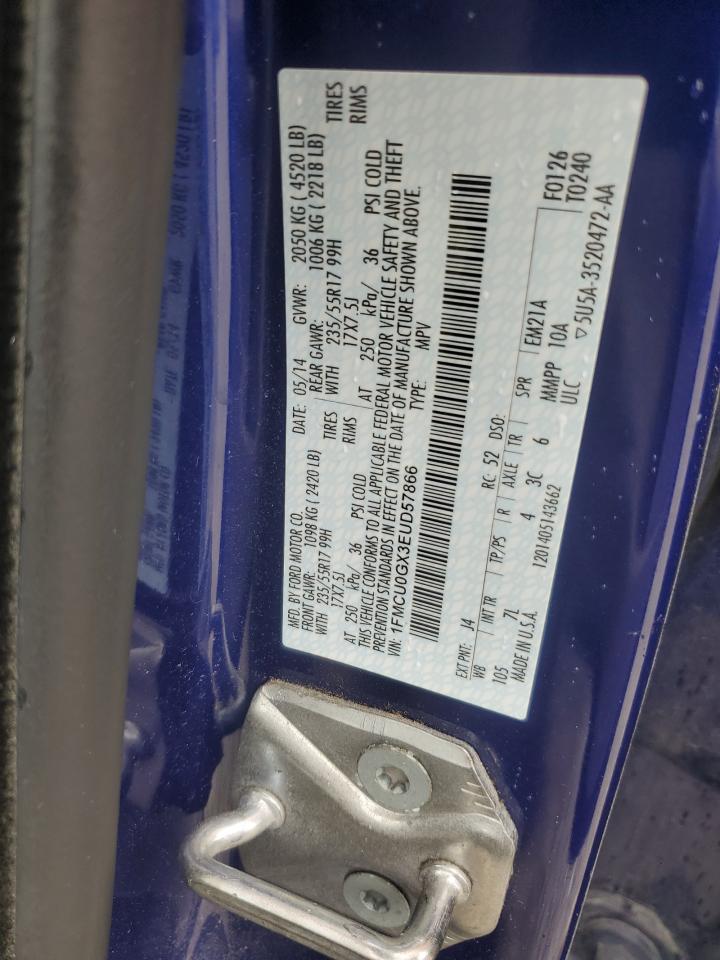 MFD. BY FORD MOTOR CO.
DATE: 05/14 GVWR: 2050 KG ( 4520 LB)
FRONT GAWR: 1098 KG ( 2420 LB) REAR GAWR: 1006 KG ( 2218 LB)
WITH 235/55R17 99H TIRES WITH 235/55R17 99H TIRES
17X7.5J RIMS 17X7.5J RIMS
AT 250 kPa/ 36 PSI COLD AT 250 kPa/ 36 PSI COLD
THIS VEHICLE CONFORMS TO ALL APPLICABLE FEDERAL MOTOR VEHICLE SAFETY AND THEFT
PREVENTION STANDARDS IN EFFECT ON THE DATE OF MANUFACTURE SHOWN ABOVE.
VIN: 1FMCU0GX3EUD57866 TYPE: MPV
EXT PNT: J4 RC: 52 DSO: F0126
WB INT TR TP/PS R AXLE TR SPR EM21A T0240
105 7L 4 3C 6 MMPP 10A
MADE IN U.S.A. 1201405143662 ULC ▽5U5A-3520472-AA